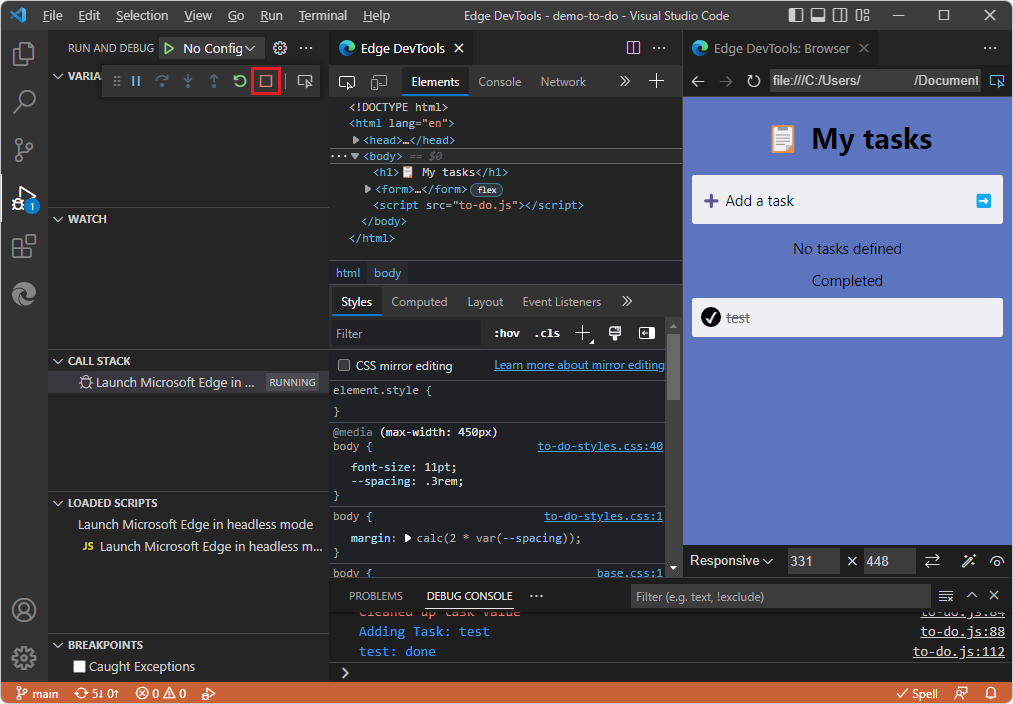 File Edit Selection View Go Run Terminal Help Edge DevTools - demo-to-do - Visual Studio Code
RUN AND DEBUG No Config
VARIA
1
WATCH
CALL STACK
Launch Microsoft Edge in ... RUNNING
LOADED SCRIPTS
Launch Microsoft Edge in headless mode
JS Launch Microsoft Edge in headless m...
BREAKPOINTS
Caught Exceptions
Edge DevTools
Elements Console Network
<!DOCTYPE html>
<html lang="en">
<head>…</head>
<body> == $0
<h1>📋 My tasks</h1>
<form>…</form> flex
<script src="to-do.js"></script>
</body>
</html>
html body
Styles Computed Layout Event Listeners
Filter :hov .cls
CSS mirror editing Learn more about mirror editing
element.style {
}
@media (max-width: 450px)
body { to-do-styles.css:40
font-size: 11pt;
--spacing: .3rem;
}
body { to-do-styles.css:1
margin: calc(2 * var(--spacing));
}
body { base.css:1
Edge DevTools: Browser
file:///C:/Users/ /Document
📋 My tasks
Add a task
No tasks defined
Completed
test
Responsive 331 × 448
PROBLEMS DEBUG CONSOLE ... Filter (e.g. text, !exclude)
Cleaned up task value to-do.js:84
Adding Task: test to-do.js:88
test: done to-do.js:112
main 5↓ 0↑ 0 0 Spell